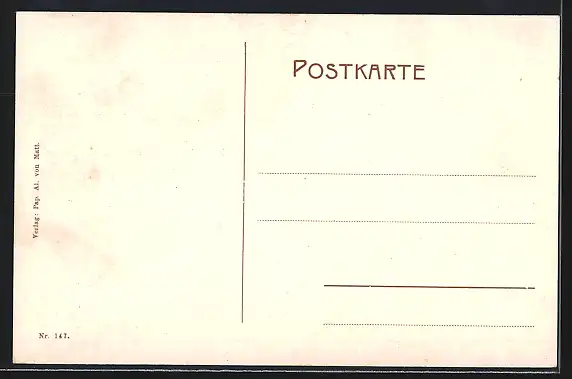 POSTKARTE
Verlag: Pap. Al. von Matt.
Nr. 147.